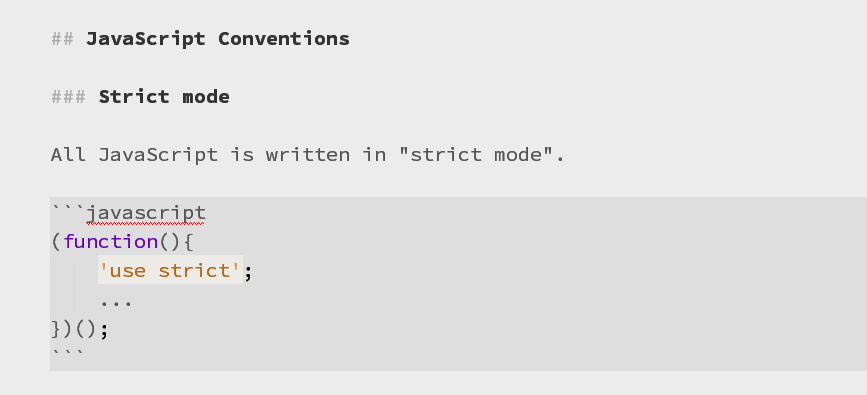 ## JavaScript Conventions
### Strict mode
All JavaScript is written in "strict mode".
```javascript
(function(){
    'use strict';
    ...
})();
```